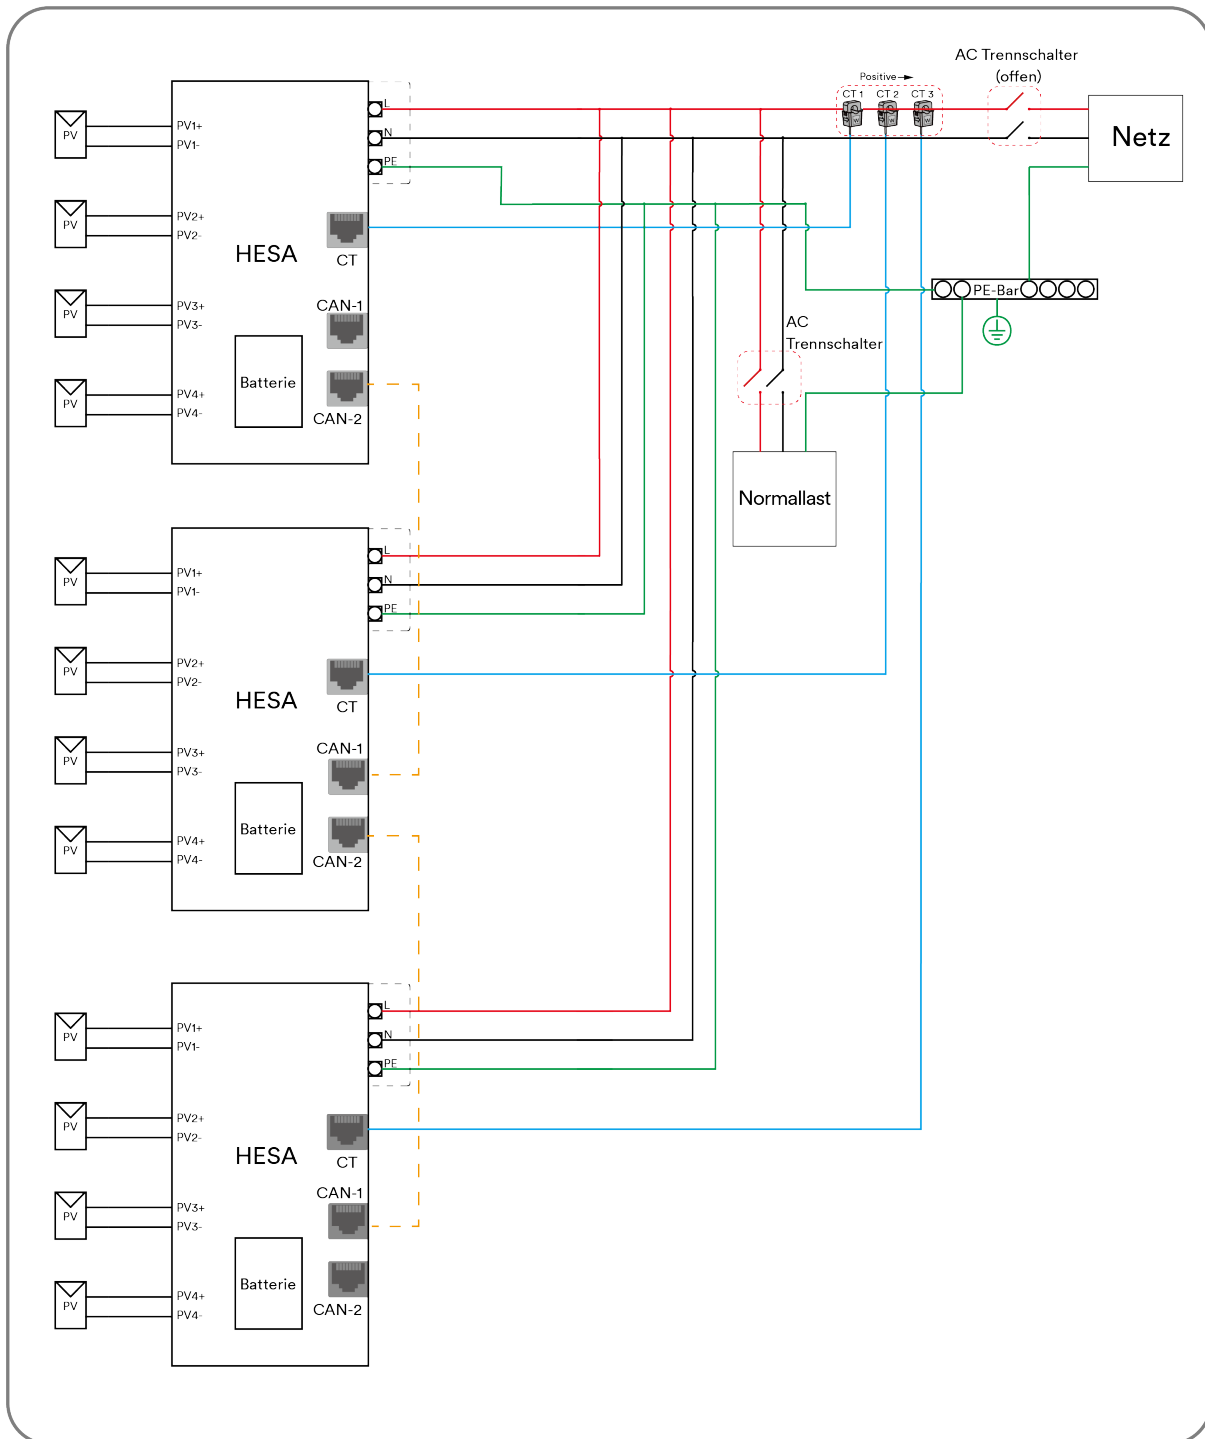 AC Trennschalter
(offen)
Positive
CT 1 CT 2 CT 3
Netz
L
N
PE
PV
PV1+
PV1-
PV
PV2+
PV2-
HESA
CT
PV
PV3+
PV3-
CAN-1
PE-Bar
AC
Trennschalter
PV
PV4+
PV4-
Batterie
CAN-2
Normallast
L
N
PE
PV
PV1+
PV1-
PV
PV2+
PV2-
HESA
CT
PV
PV3+
PV3-
CAN-1
PV
PV4+
PV4-
Batterie
CAN-2
L
N
PE
PV
PV1+
PV1-
PV
PV2+
PV2-
HESA
CT
PV
PV3+
PV3-
CAN-1
PV
PV4+
PV4-
Batterie
CAN-2